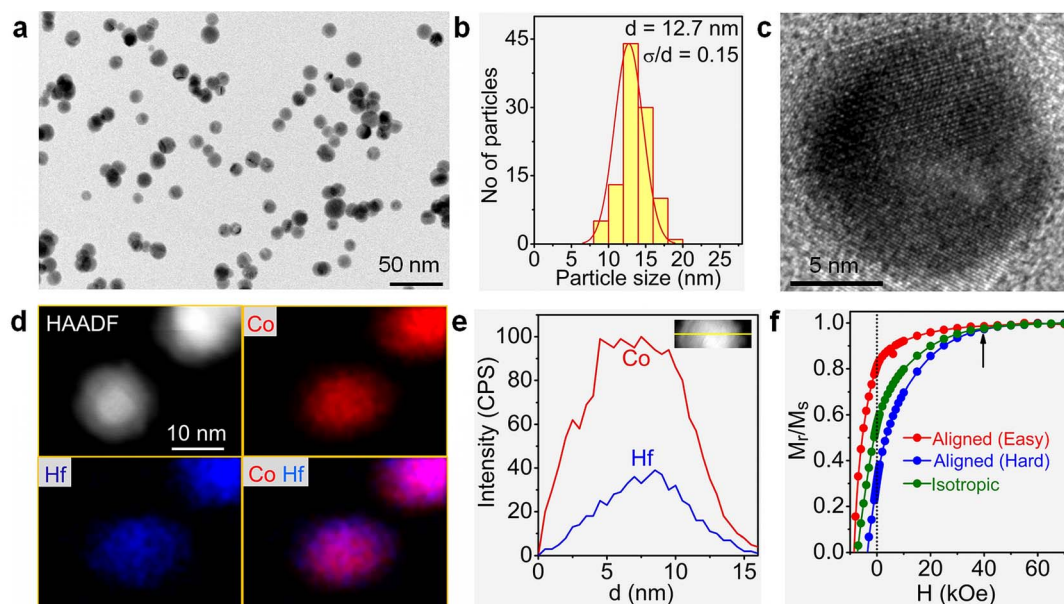 a
50 nm
b
d = 12.7 nm
σ/d = 0.15
No of particles
45
30
15
0
5 10 15 20 25
Particle size (nm)
c
5 nm
d
HAADF
Co
10 nm
Hf
Co Hf
e
Intensity (CPS)
100
80
60
40
20
0
Co
Hf
0 5 10 15
d (nm)
f
Mr/Ms
1.0
0.8
0.6
0.4
0.2
0.0
Aligned (Easy)
Aligned (Hard)
Isotropic
0 20 40 60
H (kOe)